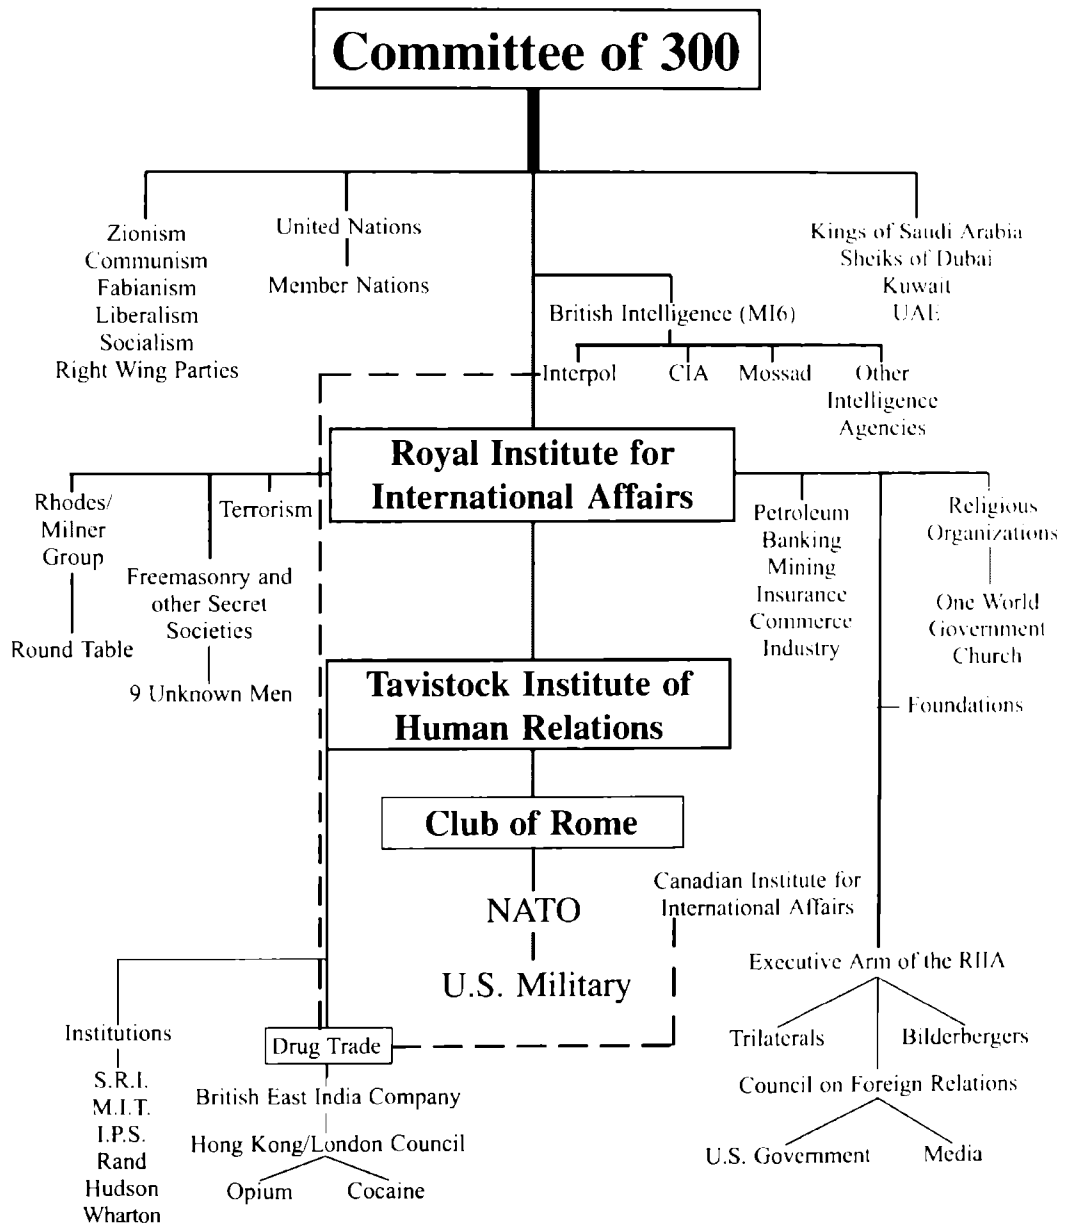 Committee of 300
Zionism
Communism
Fabianism
Liberalism
Socialism
Right Wing Parties
United Nations
Member Nations
Kings of Saudi Arabia
Sheiks of Dubai
Kuwait
UAE
British Intelligence (MI6)
Interpol
CIA
Mossad
Other
Intelligence
Agencies
Royal Institute for
International Affairs
Rhodes/
Milner
Group
Round Table
Freemasonry and
other Secret
Societies
9 Unknown Men
Terrorism
Petroleum
Banking
Mining
Insurance
Commerce
Industry
Religious
Organizations
One World
Government
Church
Foundations
Tavistock Institute of
Human Relations
Club of Rome
NATO
U.S. Military
Canadian Institute for
International Affairs
Executive Arm of the RIIA
Trilaterals
Bilderbergers
Council on Foreign Relations
U.S. Government
Media
Institutions
S.R.I.
M.I.T.
I.P.S.
Rand
Hudson
Wharton
Drug Trade
British East India Company
Hong Kong/London Council
Opium
Cocaine